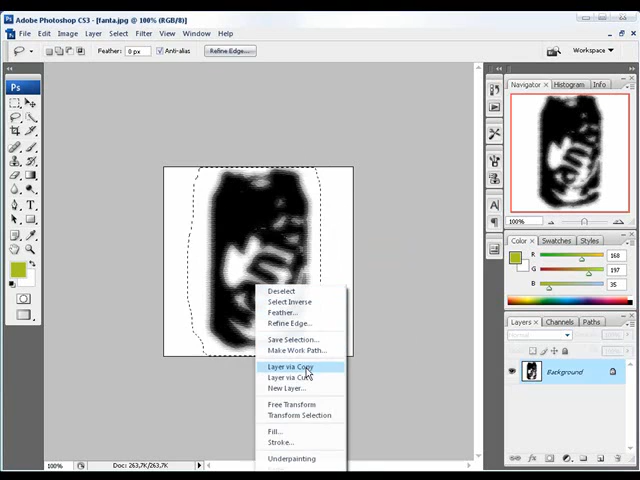 Adobe Photoshop CS3 - [fanta.jpg @ 100% (RGB/8)]
File Edit Image Layer Select Filter View Window Help
Feather: 0 px Anti-alias Refine Edge... Workspace
Ps
Navigator Histogram Info
100%
Color Swatches Styles
R 168
G 197
B 35
Layers Channels Paths
Normal
Background
Deselect
Select Inverse
Feather...
Refine Edge...
Save Selection...
Make Work Path...
Layer via Copy
Layer via Cut
New Layer...
Free Transform
Transform Selection
Fill...
Stroke...
Underpainting
100% Doc: 263,7K/263,7K